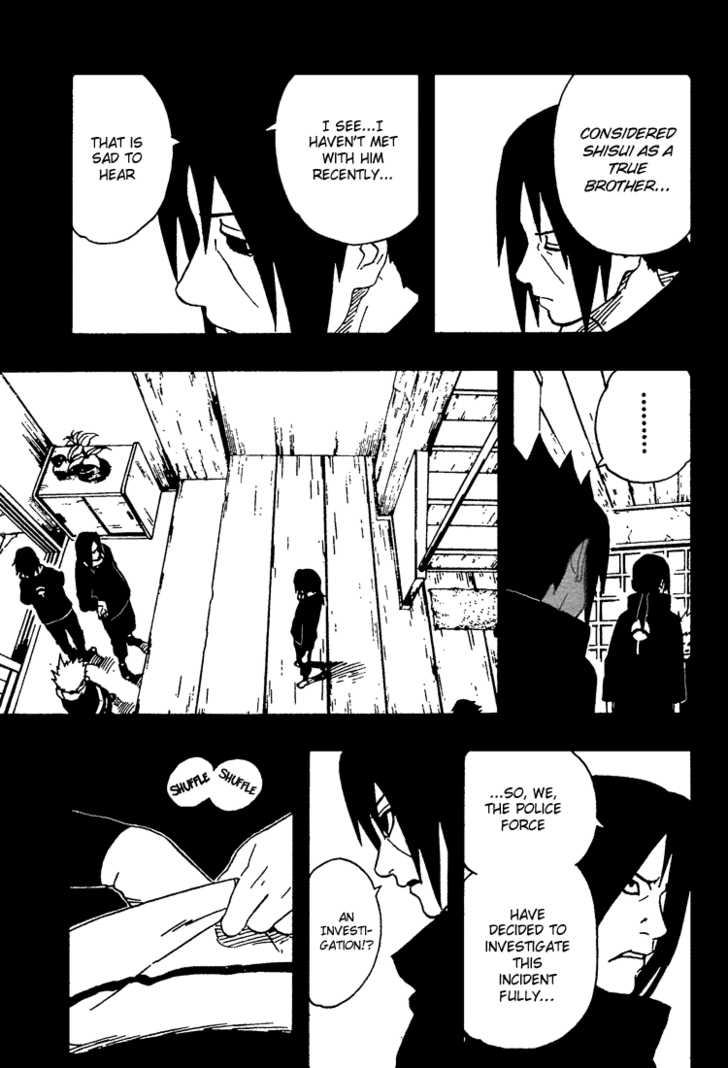 CONSIDERED
SHISUI AS A
TRUE
BROTHER...
I SEE...I
HAVEN'T MET
WITH HIM
RECENTLY...
THAT IS
SAD TO
HEAR
.........
...SO, WE,
THE POLICE
FORCE
HAVE
DECIDED TO
INVESTIGATE
THIS
INCIDENT
FULLY...
AN
INVESTI-
GATION!?
SHUFFLE
SHUFFLE